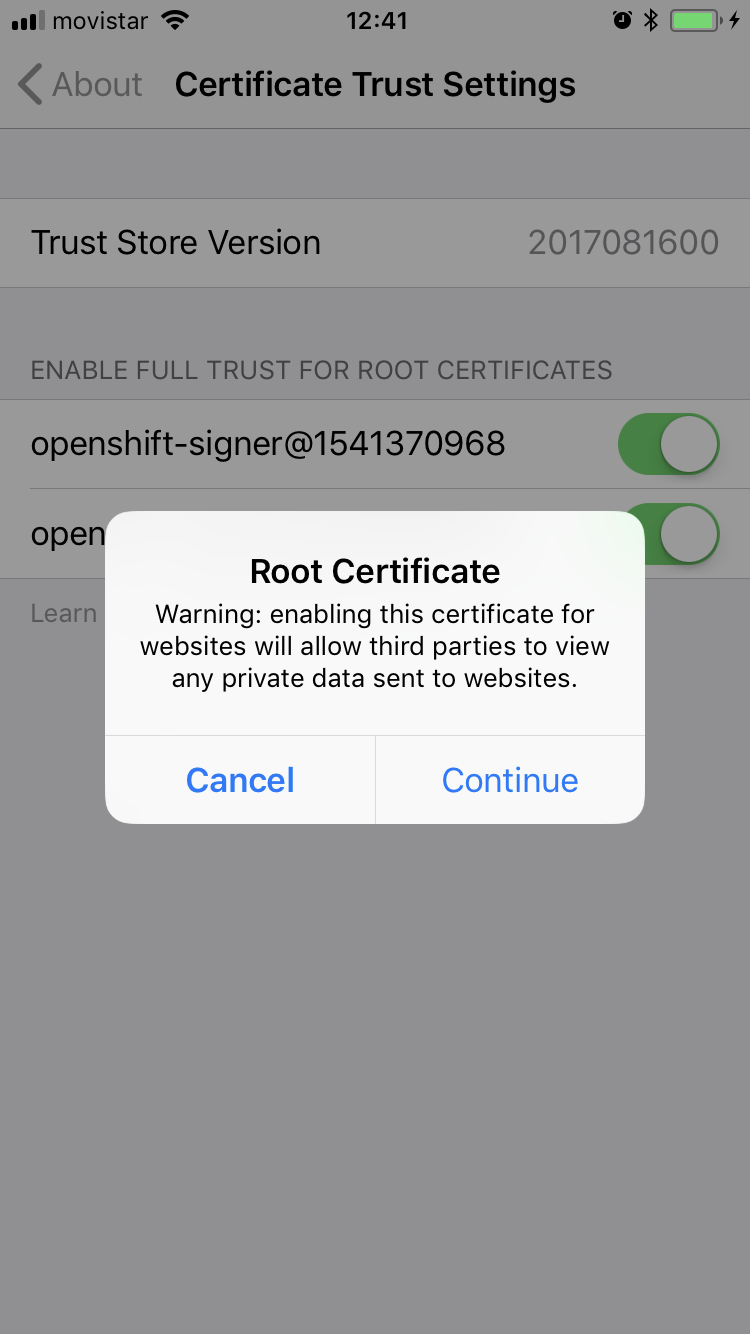 movistar 12:41
About Certificate Trust Settings
Trust Store Version 2017081600
ENABLE FULL TRUST FOR ROOT CERTIFICATES
openshift-signer@1541370968
open
Learn
Root Certificate
Warning: enabling this certificate for
websites will allow third parties to view
any private data sent to websites.
Cancel Continue